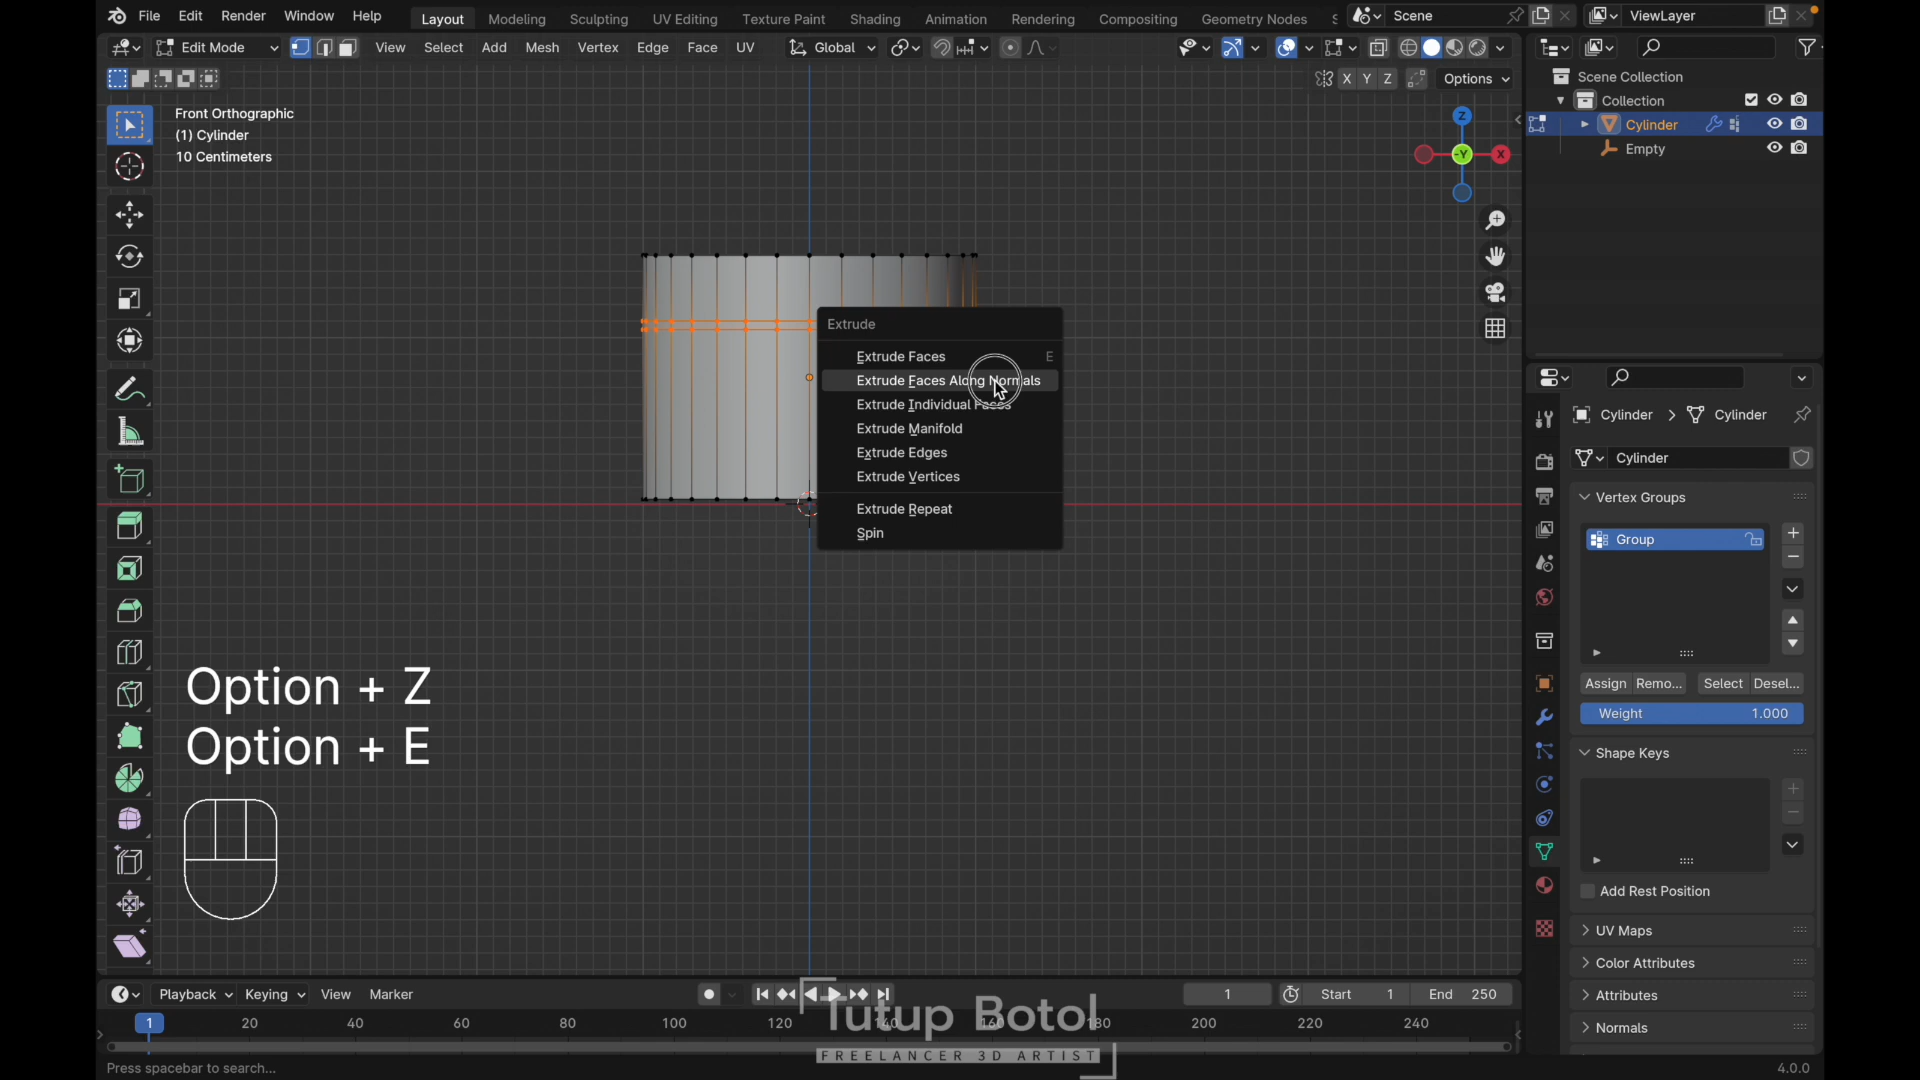 File Edit Render Window Help Layout Modeling Sculpting UV Editing Texture Paint Shading Animation Rendering Compositing Geometry Nodes S Scene ViewLayer
Edit Mode View Select Add Mesh Vertex Edge Face UV Global
X Y Z Options
Front Orthographic
(1) Cylinder
10 Centimeters
Z
-Y X
Scene Collection
Collection
Cylinder
Empty
Extrude
Extrude Faces E
Extrude Faces Along Normals
Extrude Individual Faces
Extrude Manifold
Extrude Edges
Extrude Vertices
Extrude Repeat
Spin
Cylinder > Cylinder
Cylinder
Vertex Groups
Group
Assign Remo... Select Desel...
Weight 1.000
Shape Keys
Add Rest Position
UV Maps
Color Attributes
Attributes
Normals
Option + Z
Option + E
Playback Keying View Marker 1 Start 1 End 250
1 20 40 60 80 100 120 140 160 180 200 220 240
Tutup Botol
FREELANCER 3D ARTIST
Press spacebar to search...
4.0.0